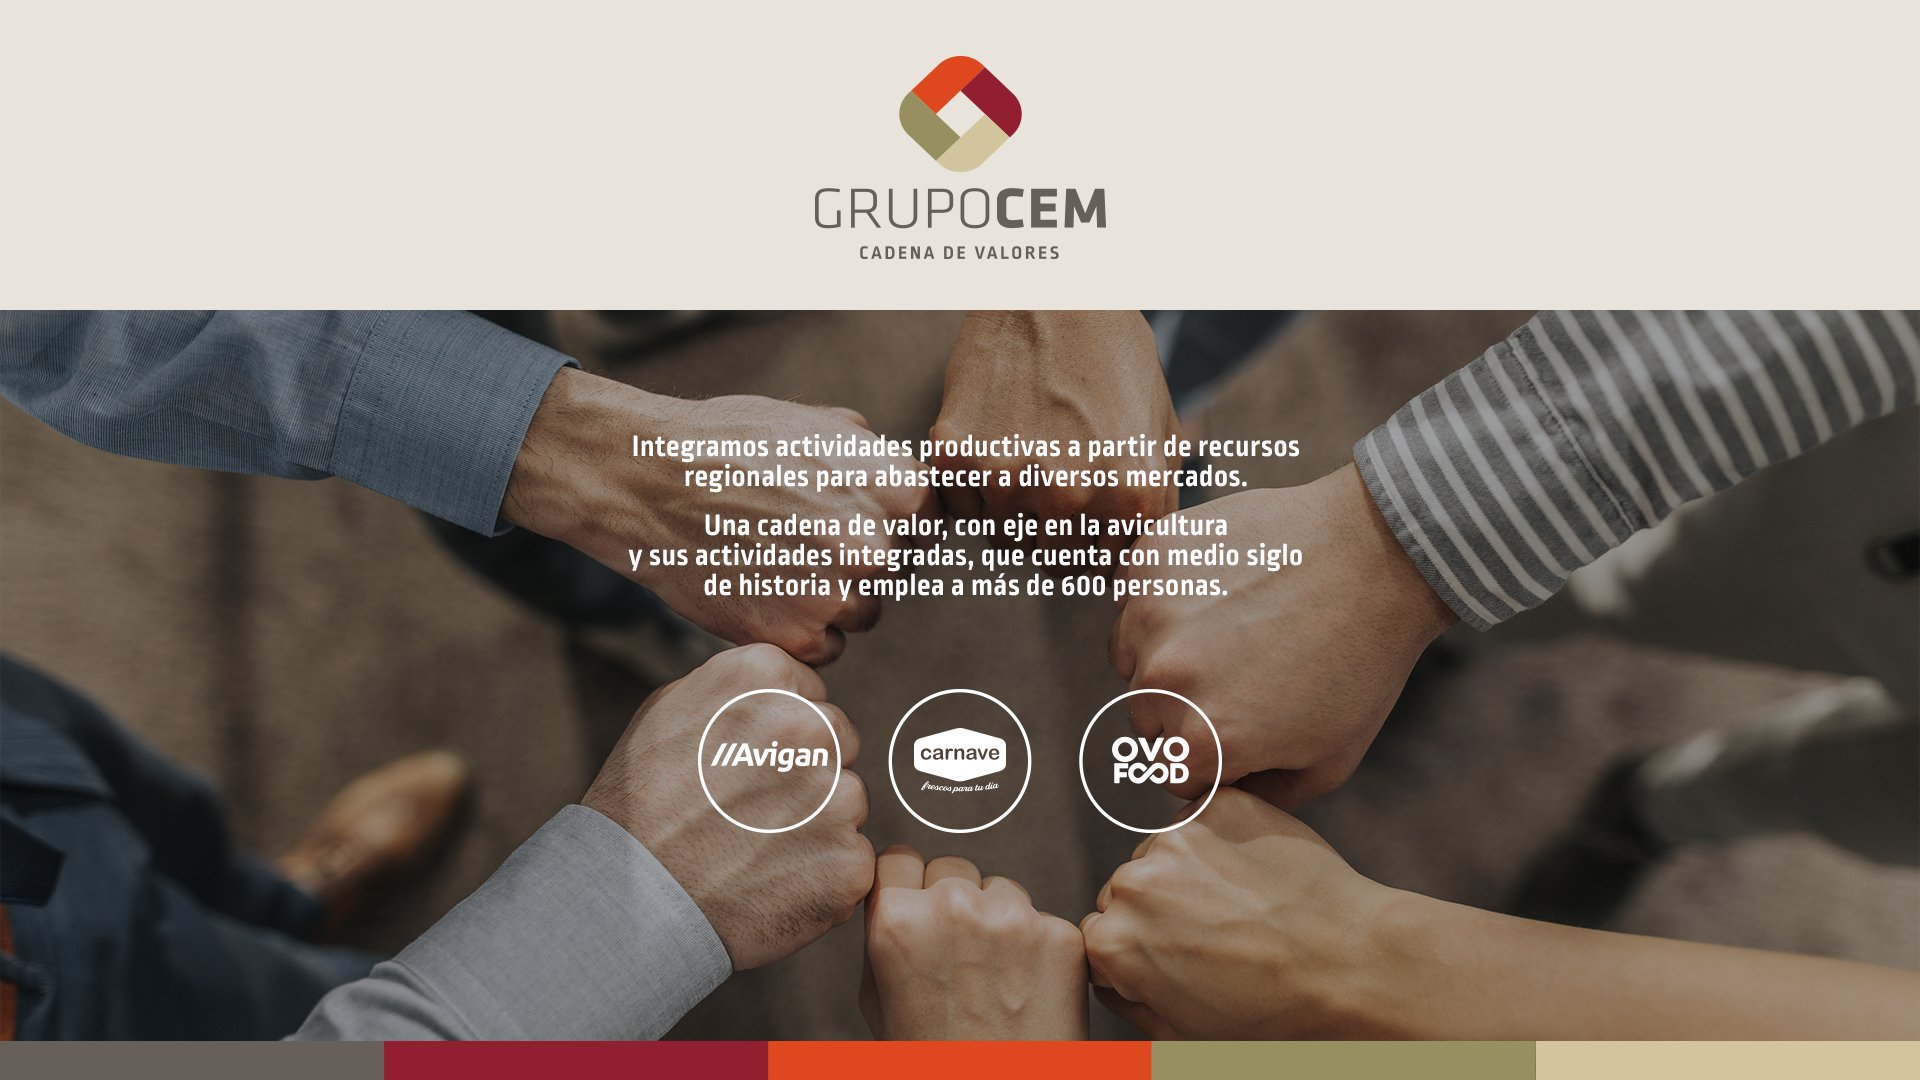 GRUPOCEM
CADENA DE VALORES
Integramos actividades productivas a partir de recursos
regionales para abastecer a diversos mercados.
Una cadena de valor, con eje en la avicultura
y sus actividades integradas, que cuenta con medio siglo
de historia y emplea a más de 600 personas.
//Avigan
carnave
frescos para tu día
OVO
FOOD